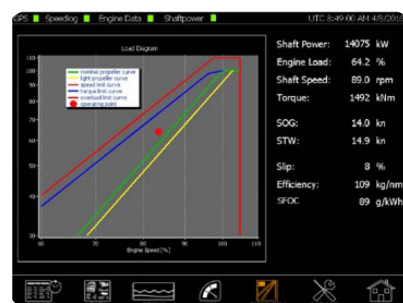 GPS Speedlog Engine Data Shaftpower UTC 8:49:00 AM 4/8/2016
Load Diagram
nominal propeller curve
light propeller curve
speed limit curve
torque limit curve
overload limit curve
operating point
110
100
90
80
70
60
50
40
30
60 70 80 90 100 110
Engine Speed [%]
Shaft Power: 14075 kW
Engine Load: 64.2 %
Shaft Speed: 89.0 rpm
Torque: 1492 kNm
SOG: 14.0 kn
STW: 14.9 kn
Slip: 8 %
Efficiency: 109 kg/nm
SFOC 89 g/kWh